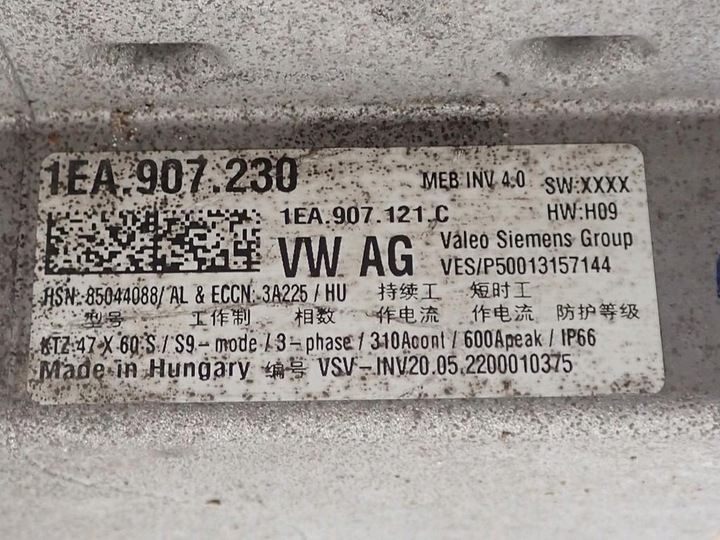 1EA.907.230 MEB INV 4.0 SW:XXXX
1EA.907.121.C HW:H09
VW AG Valeo Siemens Group
VES/P50013157144
HSN: 85044088/ AL & ECCN: 3A225 / HU 持续工 短时工
型号 工作制 相数 作电流 作电流 防护等级
KTZ 47 X 60 S / S9-mode / 3-phase / 310Acont / 600Apeak / IP66
Made in Hungary 编号 VSV-INV20.05.2200010375